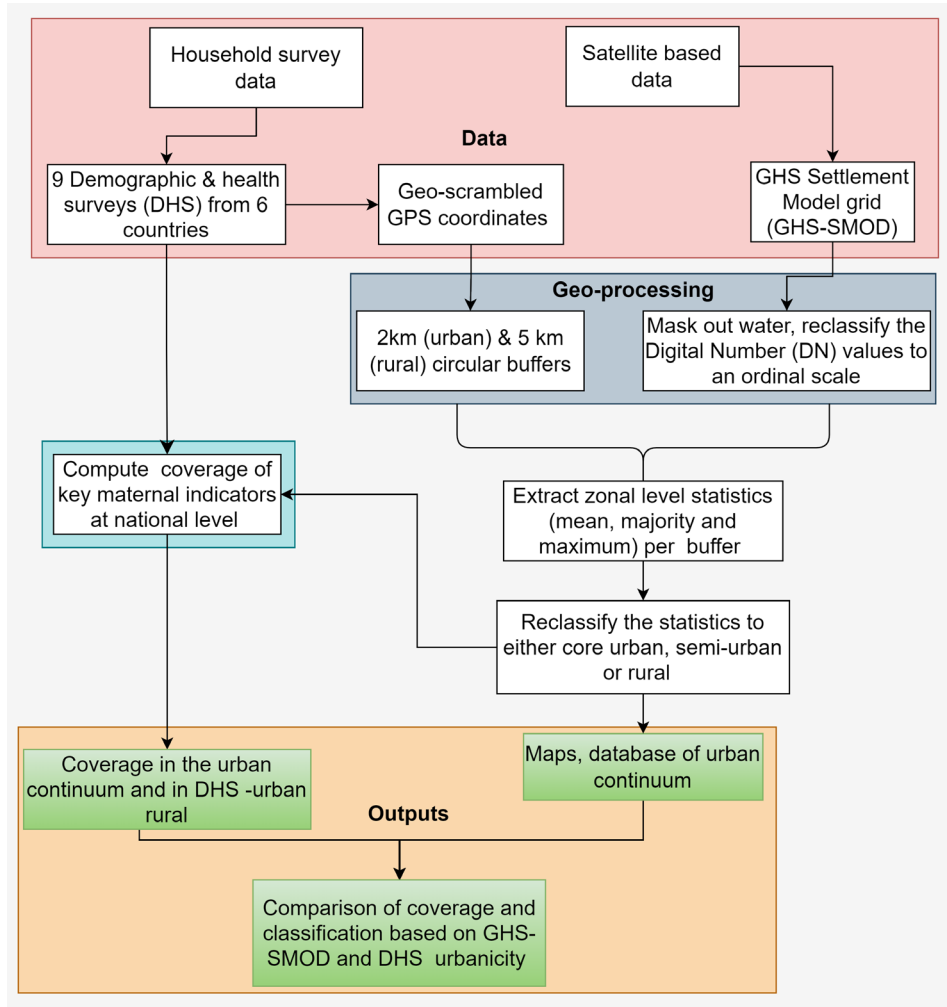 Household survey
data
Satellite based
data
Data
9 Demographic & health
surveys (DHS) from 6
countries
Geo-scrambled
GPS coordinates
GHS Settlement
Model grid
(GHS-SMOD)
Geo-processing
2km (urban) & 5 km
(rural) circular buffers
Mask out water, reclassify the
Digital Number (DN) values to
an ordinal scale
Compute coverage of
key maternal indicators
at national level
Extract zonal level statistics
(mean, majority and
maximum) per buffer
Reclassify the statistics to
either core urban, semi-urban
or rural
Coverage in the urban
continuum and in DHS -urban
rural
Maps, database of urban
continuum
Outputs
Comparison of coverage and
classification based on GHS-
SMOD and DHS urbanicity